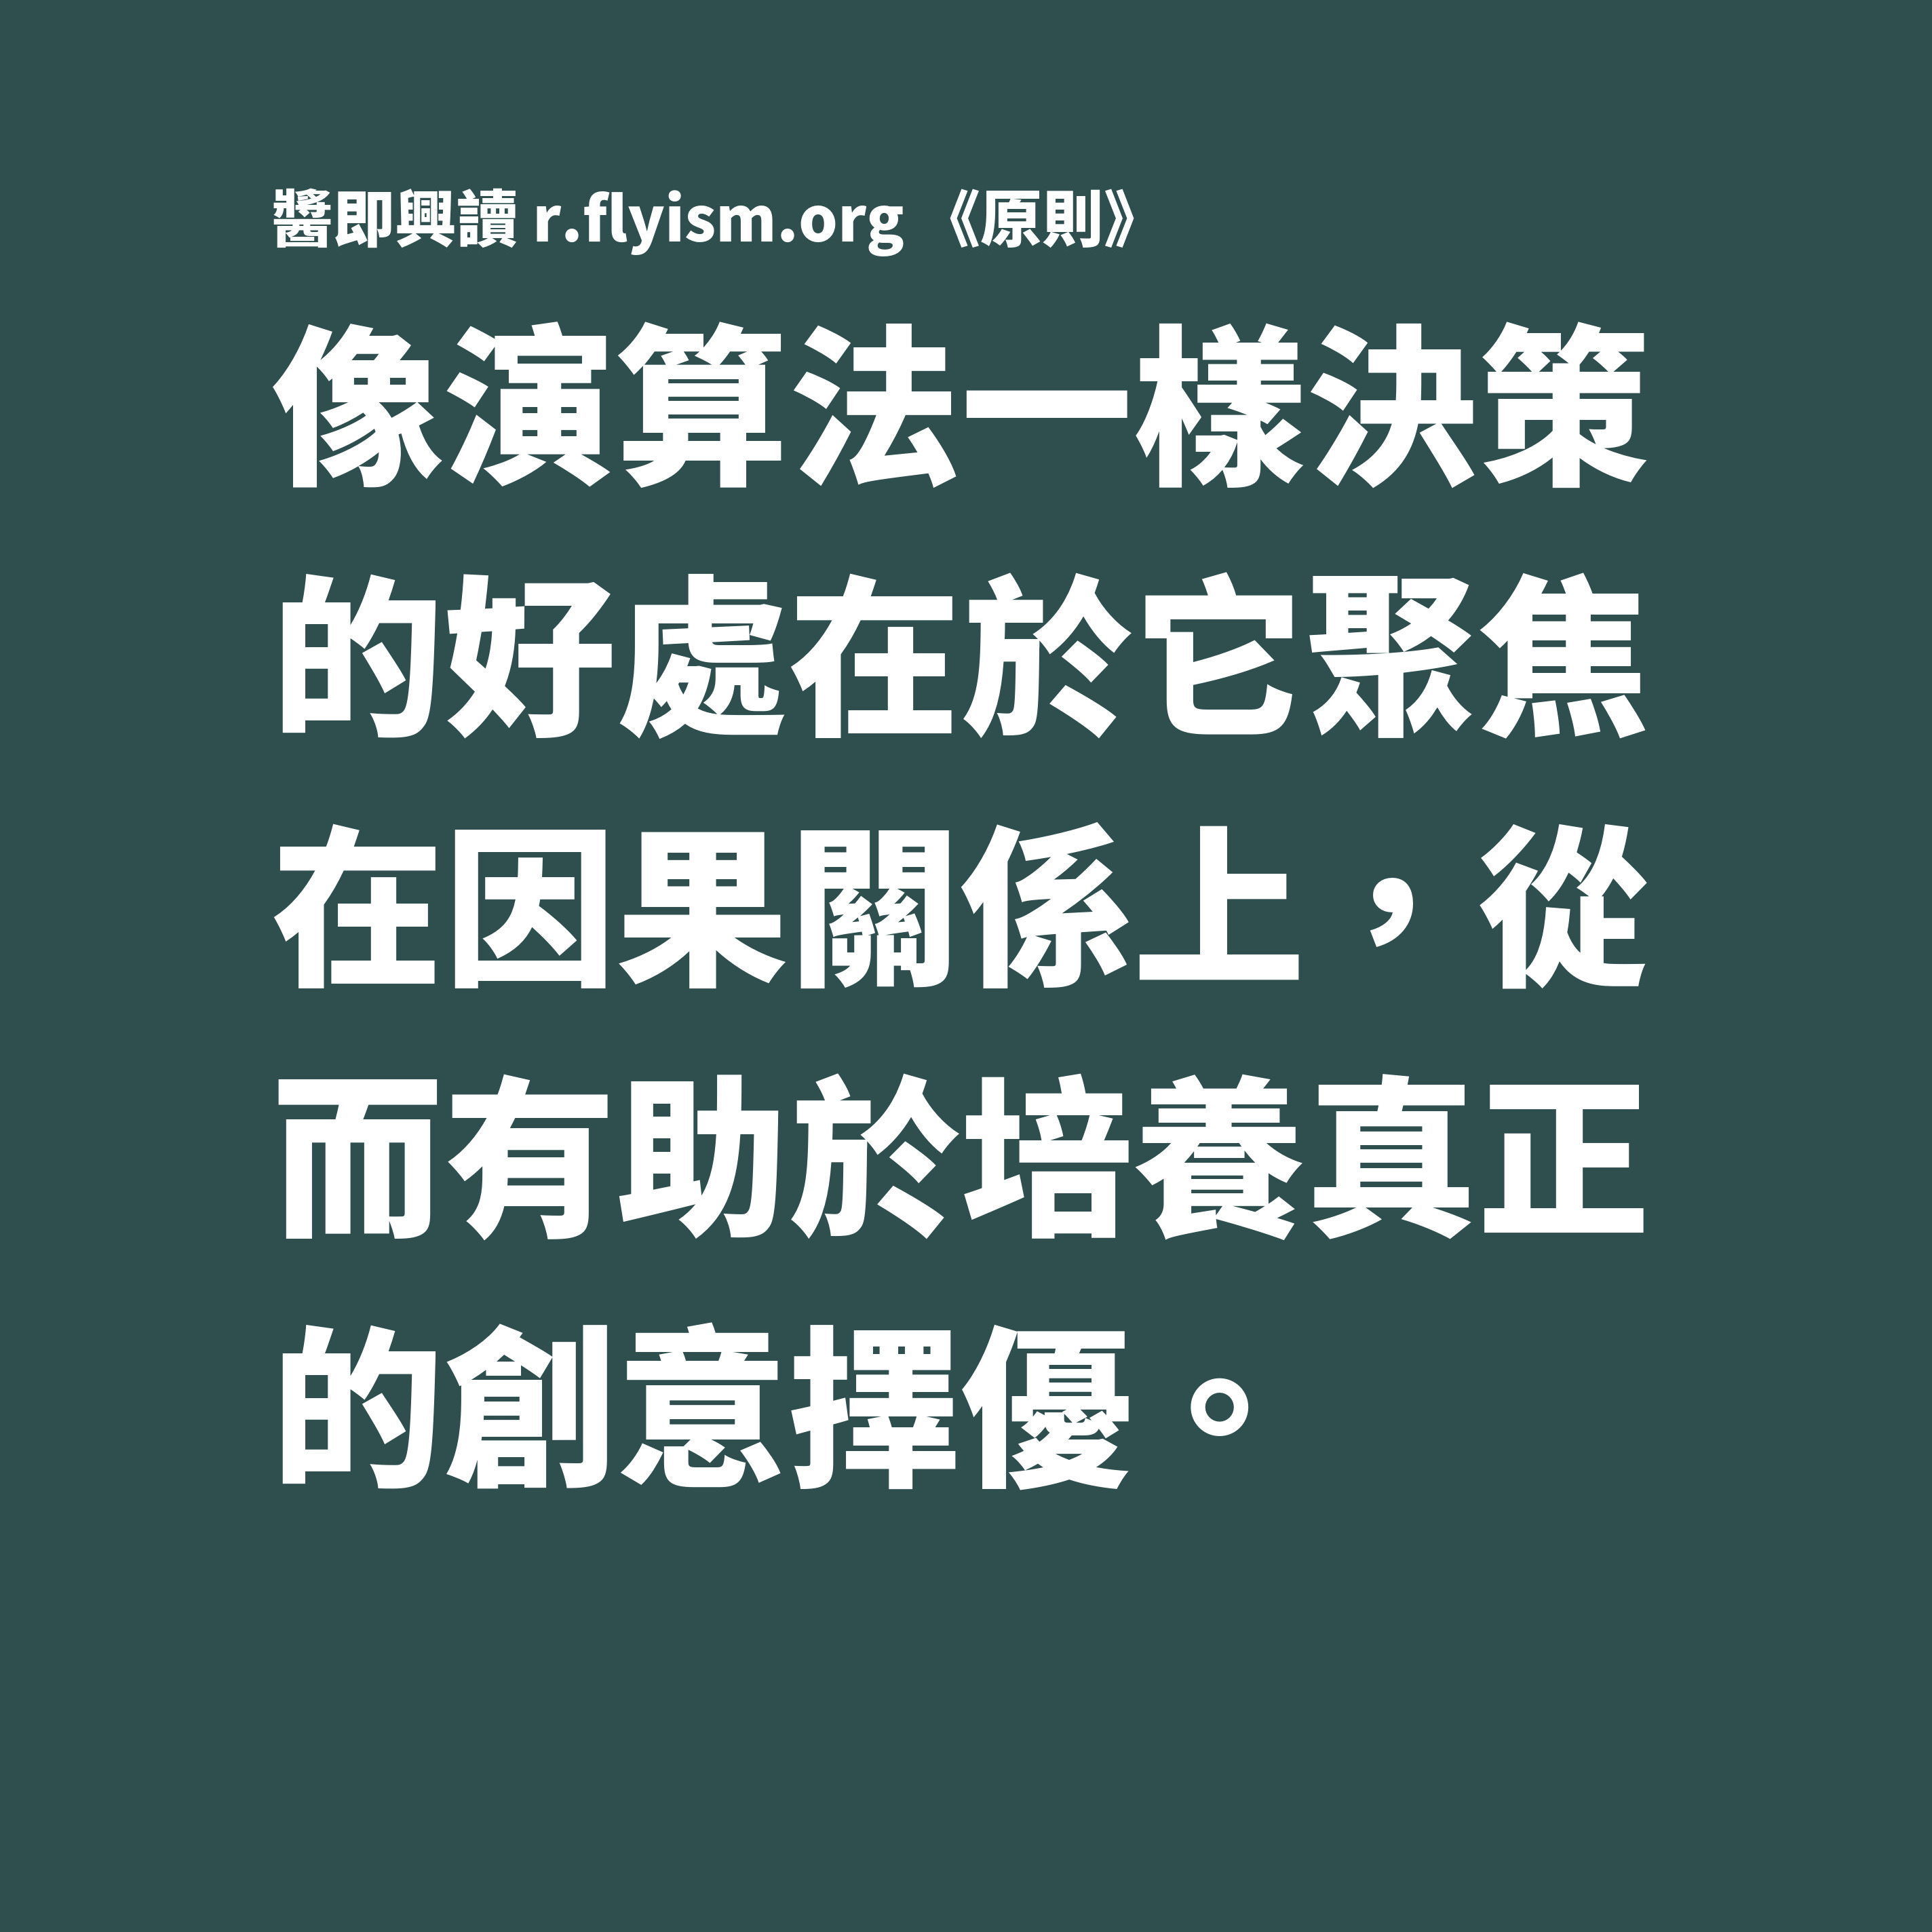 螫即興讀 r.flyism.org 《原則》
像演算法一樣決策
的好處在於它聚焦
在因果關係上，從
而有助於培養真正
的創意擇優。